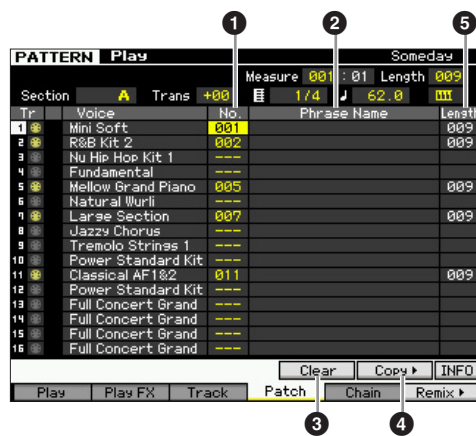 1 2 5
PATTERN Play Someday
Measure 001 : 01 Length 009
Section A Trans +00 1/4 62.0
Tr Voice No. Phrase Name Length
1 Mini Soft 001 009
2 R&B Kit 2 002 009
3 Nu Hip Hop Kit 1 ---
4 Fundamental ---
5 Mellow Grand Piano 005 009
6 Natural Wurli ---
7 Large Section 007 009
8 Jazzy Chorus ---
9 Tremolo Strings 1 ---
10 Power Standard Kit ---
11 Classical AF1&2 011 009
12 Power Standard Kit ---
13 Full Concert Grand ---
14 Full Concert Grand ---
15 Full Concert Grand ---
16 Full Concert Grand ---
Clear Copy INFO
Play Play FX Track Patch Chain Remix
3 4